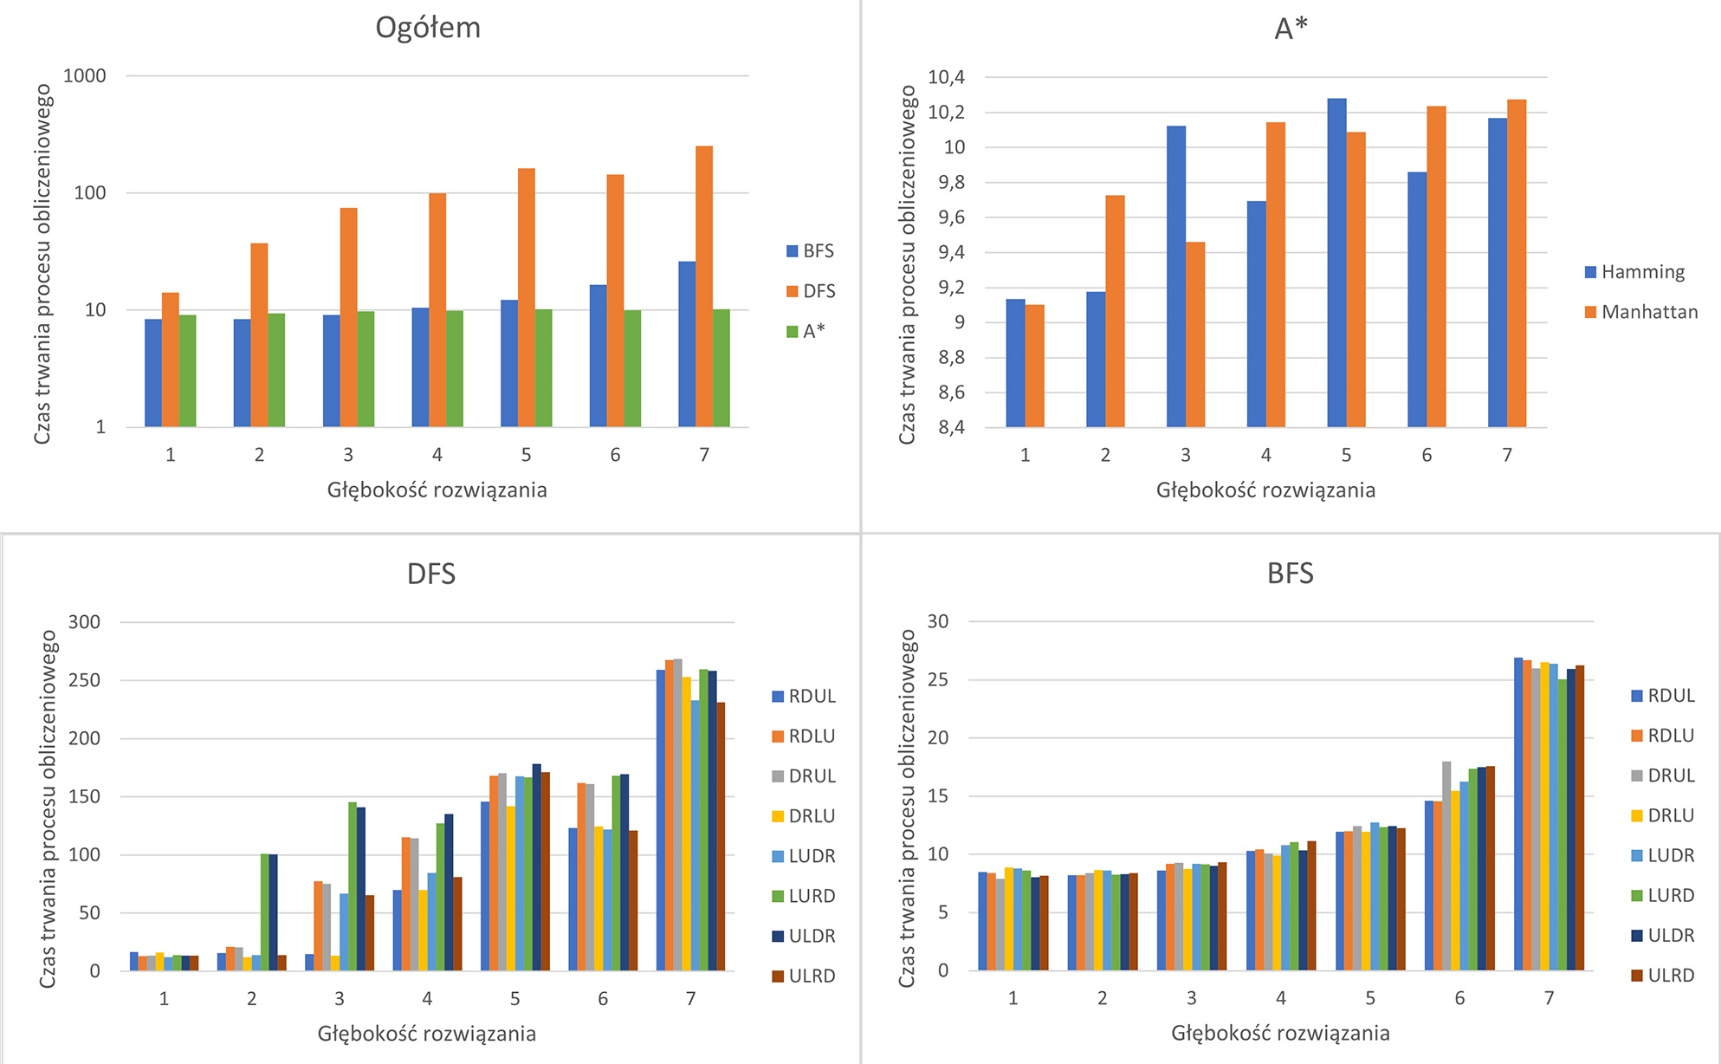 Ogółem
Czas trwania procesu obliczeniowego
1000
100
10
1
1 2 3 4 5 6 7
Głębokość rozwiązania
BFS
DFS
A*
A*
Czas trwania procesu obliczeniowego
10,4
10,2
10
9,8
9,6
9,4
9,2
9
8,8
8,6
8,4
1 2 3 4 5 6 7
Głębokość rozwiązania
Hamming
Manhattan
DFS
Czas trwania procesu obliczeniowego
300
250
200
150
100
50
0
1 2 3 4 5 6 7
Głębokość rozwiązania
RDUL
RDLU
DRUL
DRLU
LUDR
LURD
ULDR
ULRD
BFS
Czas trwania procesu obliczeniowego
30
25
20
15
10
5
0
1 2 3 4 5 6 7
Głębokość rozwiązania
RDUL
RDLU
DRUL
DRLU
LUDR
LURD
ULDR
ULRD